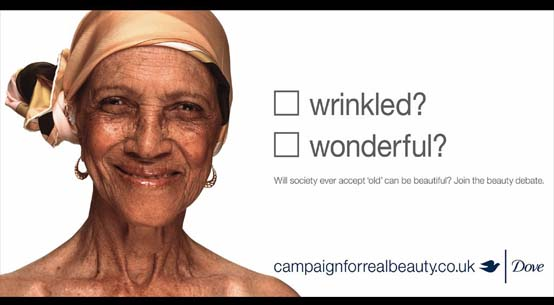 wrinkled?
wonderful?
Will society ever accept 'old' can be beautiful? Join the beauty debate.
campaignforrealbeauty.co.uk
Dove